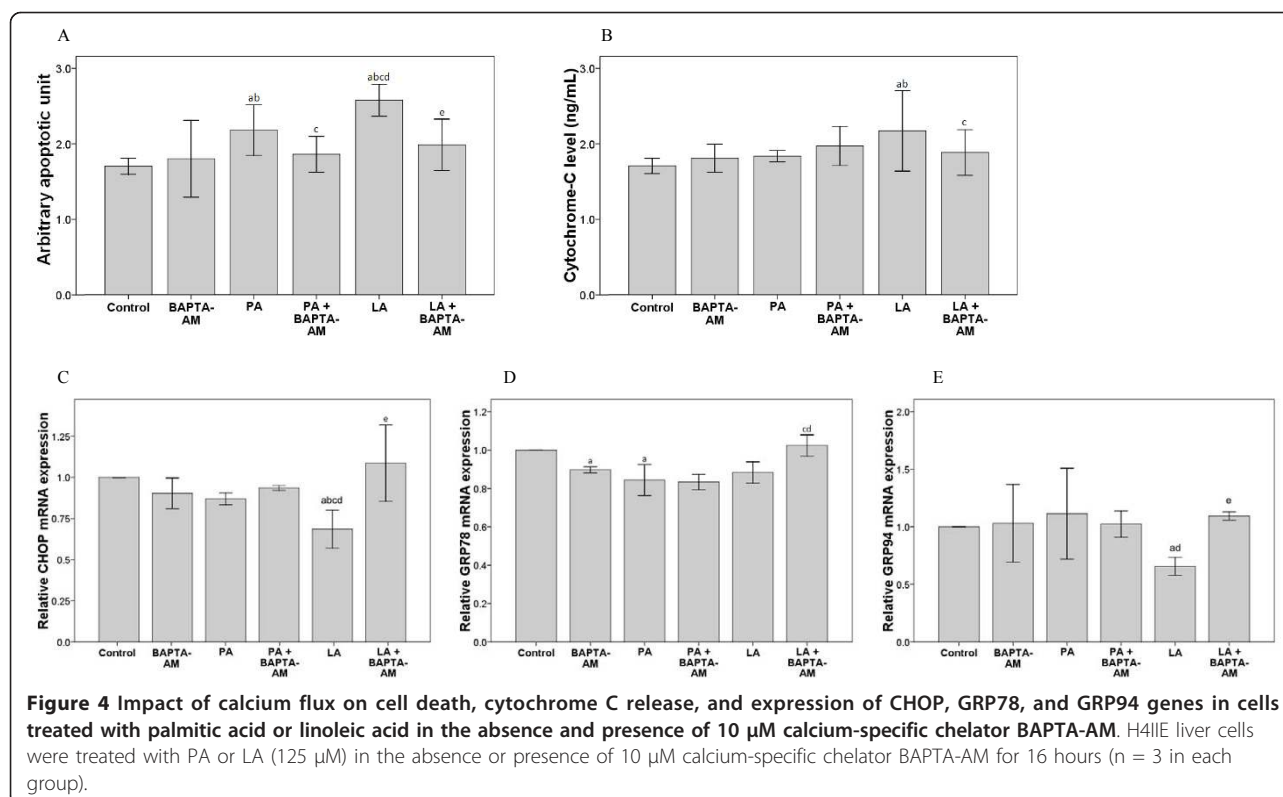 A
B
Arbitrary apoptotic unit
3.0
2.0
1.0
0.0
ab
c
abcd
e
Control
BAPTA-
AM
PA
PA +
BAPTA-
AM
LA
LA +
BAPTA-
AM
Cytochrome-C level (ng/mL)
3.0
2.0
1.0
0.0
ab
c
Control
BAPTA-
AM
PA
PA +
BAPTA-
AM
LA
LA +
BAPTA-
AM
C
D
E
Relative CHOP mRNA expression
1.25
1.0
0.75
0.5
0.0
abcd
e
Control
BAPTA-
AM
PA
PA +
BAPTA-
AM
LA
LA +
BAPTA-
AM
Relative GRP78 mRNA expression
1.2
1.0
0.8
0.6
0.4
0.2
0.0
a
a
cd
Control
BAPTA-
AM
PA
PA +
BAPTA-
AM
LA
LA +
BAPTA-
AM
Relative GRP94 mRNA expression
2.0
1.5
1.0
0.5
0.0
ad
e
Control
BAPTA-
AM
PA
PA +
BAPTA-
AM
LA
LA +
BAPTA-
AM
Figure 4 Impact of calcium flux on cell death, cytochrome C release, and expression of CHOP, GRP78, and GRP94 genes in cells
treated with palmitic acid or linoleic acid in the absence and presence of 10 μM calcium-specific chelator BAPTA-AM. H4IIE liver cells
were treated with PA or LA (125 μM) in the absence or presence of 10 μM calcium-specific chelator BAPTA-AM for 16 hours (n = 3 in each
group).